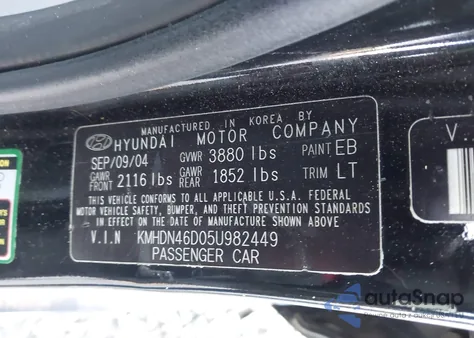 MANUFACTURED IN KOREA BY
HYUNDAI MOTOR COMPANY
SEP/09/04 GVWR 3880 lbs PAINT EB
GAWR FRONT 2116 lbs GAWR REAR 1852 lbs TRIM LT
THIS VEHICLE CONFORMS TO ALL APPLICABLE U.S.A. FEDERAL
MOTOR VEHICLE SAFETY, BUMPER, AND THEFT PREVENTION STANDARDS
IN EFFECT ON THE DATE OF MANUFACTURE SHOWN ABOVE.
V.I.N KMHDN46D05U982449
PASSENGER CAR
V
autoSnap